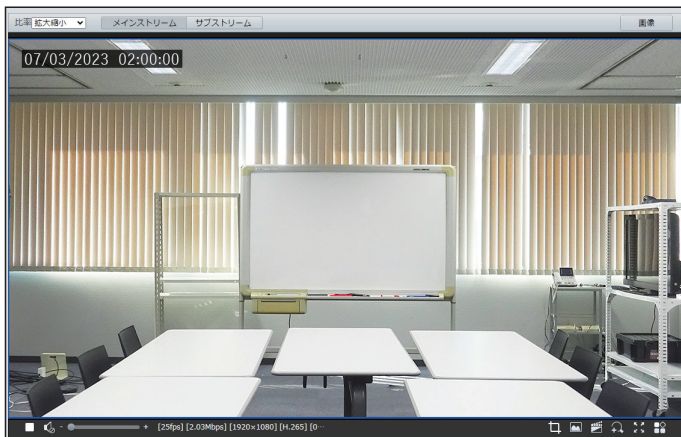 比率 拡大縮小 メインストリーム サブストリーム 画像
07/03/2023 02:00:00
- + [25fps] [2.03Mbps] [1920×1080] [H.265] [0…